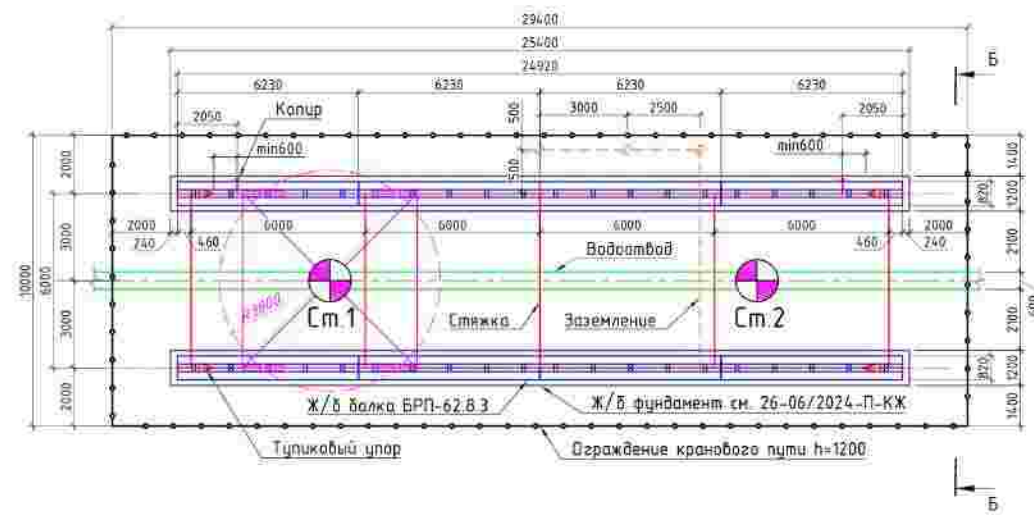 29400
25400
24920
Б
6230 6230 6230 6230
2050 Копир 3000 2500 2050
500
min600 min600
2000 500 1400
820 1200
2000 6000 6000 6000 6000 2000
240 460 460 240
3000 Водоотвод 2100
10000 6000 R3800 600
Ст.1 Стяжка Заземление Ст.2
3000 2100
820 1200
2000 Ж/б балка БРП-62.8.3 Ж/б фундамент см. 26-06/2024-П-КЖ 1400
Тупиковый упор Ограждение кранового пути h=1200
Б